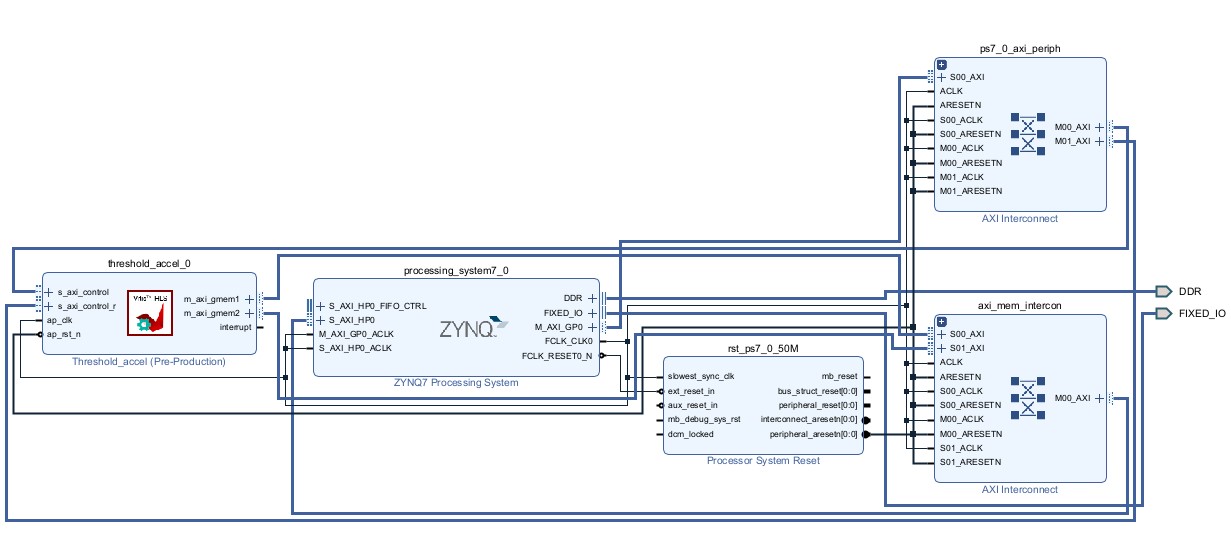 ps7_0_axi_periph
S00_AXI
ACLK
ARESETN
S00_ACLK
S00_ARESETN
M00_ACLK
M00_ARESETN
M01_ACLK
M01_ARESETN
M00_AXI
M01_AXI
AXI Interconnect
threshold_accel_0
s_axi_control
s_axi_control_r
ap_clk
ap_rst_n
Vitis™ HLS
m_axi_gmem1
m_axi_gmem2
interrupt
Threshold_accel (Pre-Production)
processing_system7_0
S_AXI_HP0_FIFO_CTRL
S_AXI_HP0
M_AXI_GP0_ACLK
S_AXI_HP0_ACLK
ZYNQ
DDR
FIXED_IO
M_AXI_GP0
FCLK_CLK0
FCLK_RESET0_N
ZYNQ7 Processing System
rst_ps7_0_50M
slowest_sync_clk
ext_reset_in
aux_reset_in
mb_debug_sys_rst
dcm_locked
mb_reset
bus_struct_reset[0:0]
peripheral_reset[0:0]
interconnect_aresetn[0:0]
peripheral_aresetn[0:0]
Processor System Reset
axi_mem_intercon
S00_AXI
S01_AXI
ACLK
ARESETN
S00_ACLK
S00_ARESETN
M00_ACLK
M00_ARESETN
S01_ACLK
S01_ARESETN
M00_AXI
AXI Interconnect
DDR
FIXED_IO